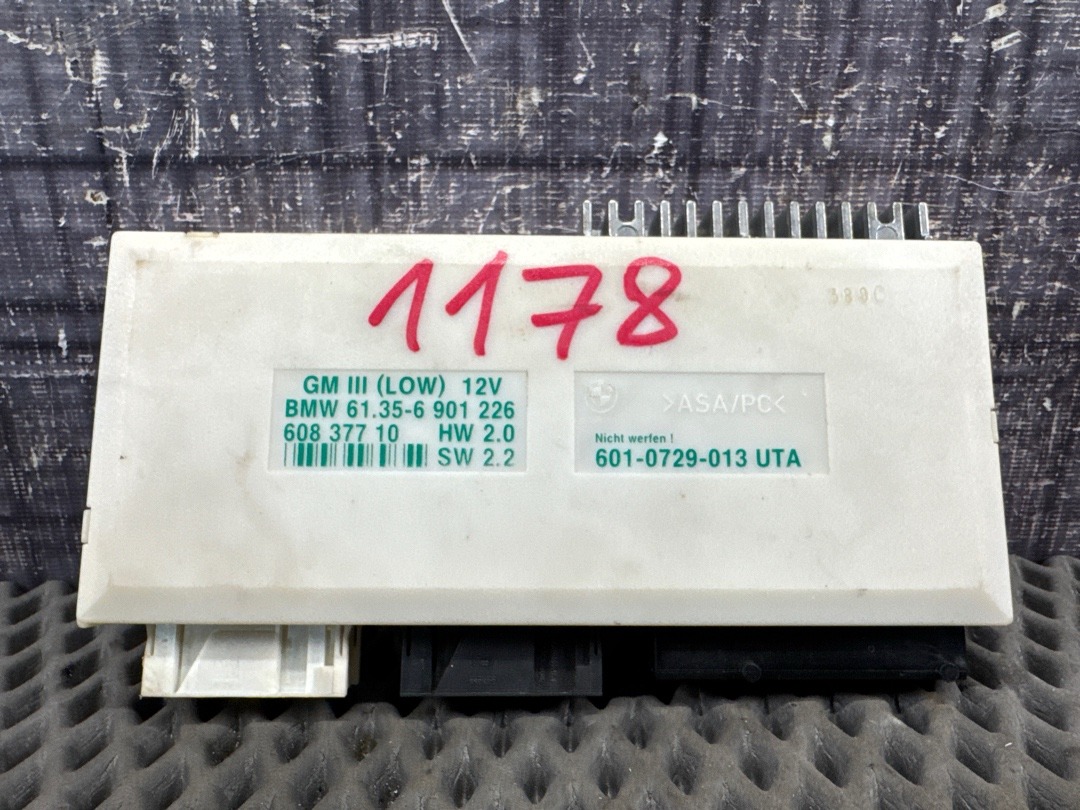 1178
GM III (LOW) 12V
BMW 61.35-6 901 226
608 377 10 HW 2.0
SW 2.2
>ASA/PC<
Nicht werfen !
601-0729-013 UTA